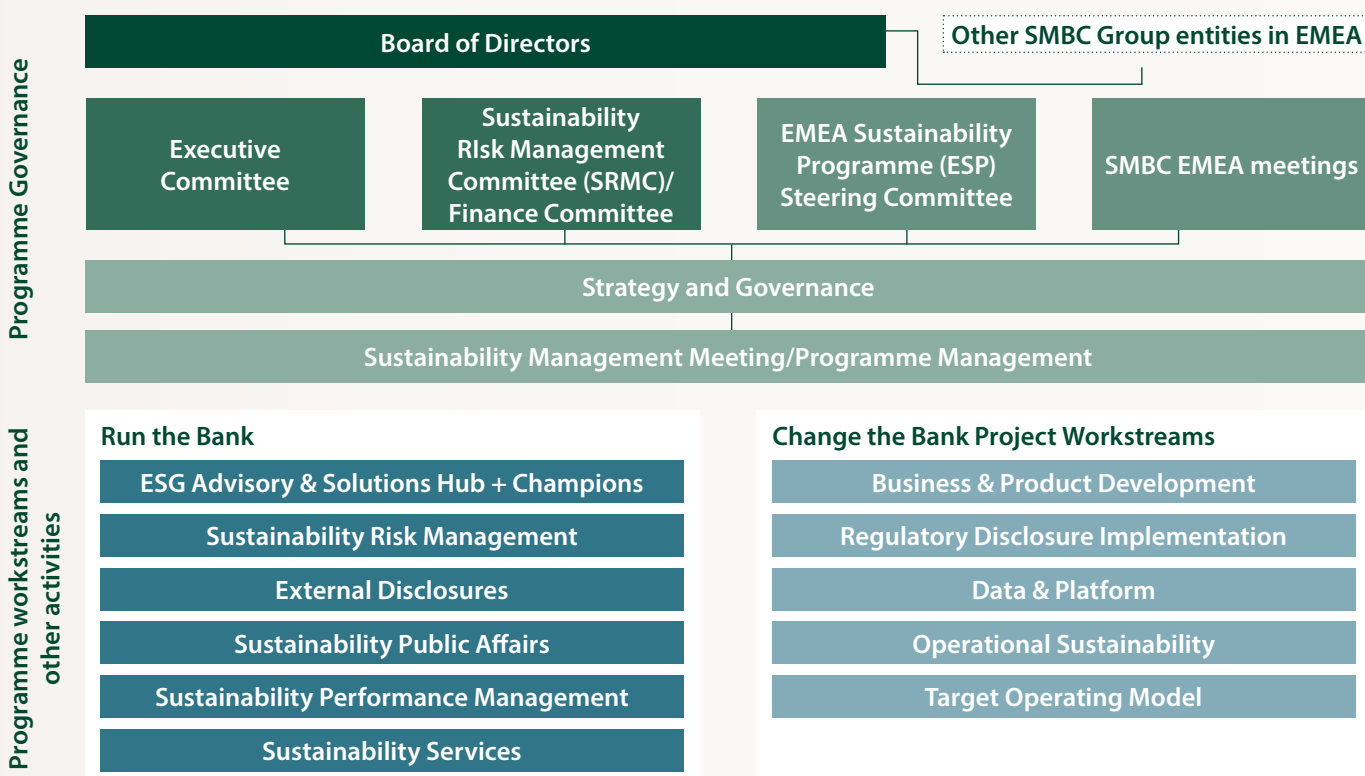 Programme Governance
Board of Directors
Other SMBC Group entities in EMEA
Executive
Committee
Sustainability
RIsk Management
Committee (SRMC)/
Finance Committee
EMEA Sustainability
Programme (ESP)
Steering Committee
SMBC EMEA meetings
Strategy and Governance
Sustainability Management Meeting/Programme Management
Programme workstreams and
other activities
Run the Bank
ESG Advisory & Solutions Hub + Champions
Sustainability Risk Management
External Disclosures
Sustainability Public Affairs
Sustainability Performance Management
Sustainability Services
Change the Bank Project Workstreams
Business & Product Development
Regulatory Disclosure Implementation
Data & Platform
Operational Sustainability
Target Operating Model